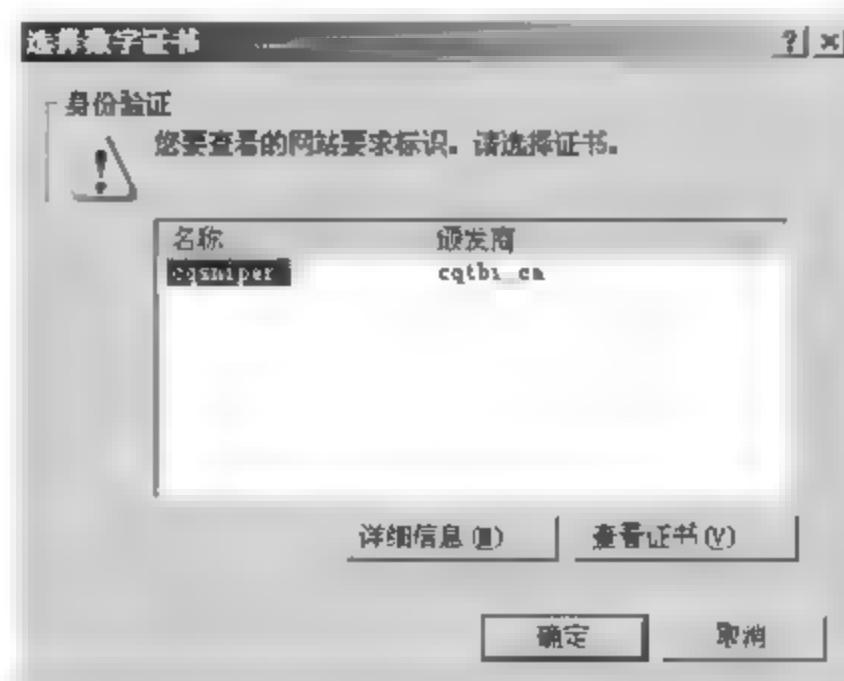 选择数字证书
身份验证
您要查看的网站要求标识。请选择证书。
名称 颁发商
cqsniper
详细信息(M)
查看证书(V)
确定 取消